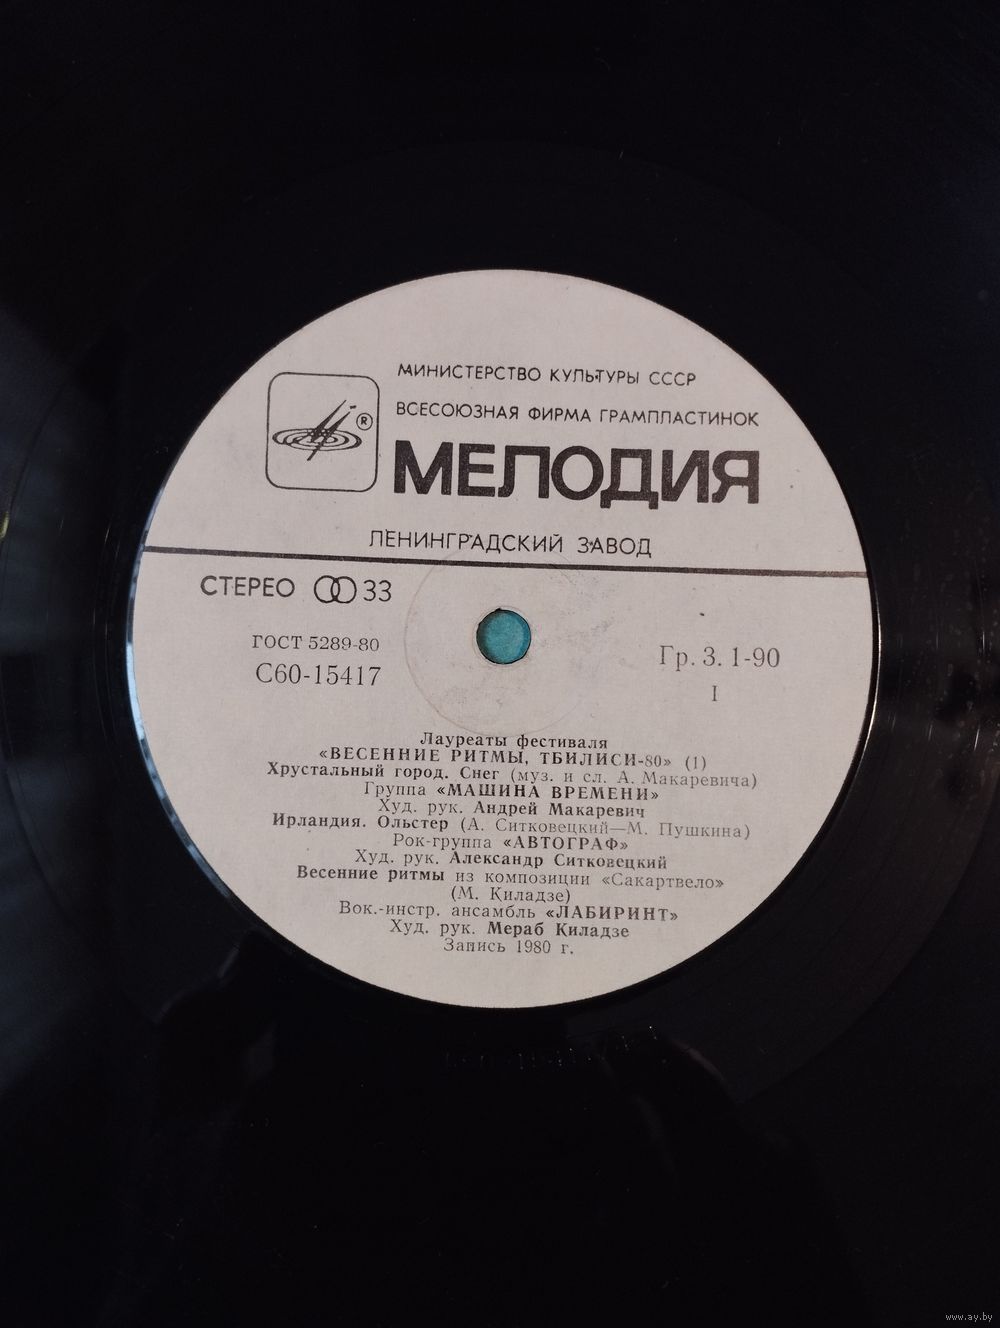 МИНИСТЕРСТВО КУЛЬТУРЫ СССР
ВСЕСОЮЗНАЯ ФИРМА ГРАМПЛАСТИНОК
®
МЕЛОДИЯ
ЛЕНИНГРАДСКИЙ ЗАВОД
СТЕРЕО 33
ГОСТ 5289-80
С60-15417
Гр. 3. 1-90
I
Лауреаты фестиваля
«ВЕСЕННИЕ РИТМЫ, ТБИЛИСИ-80» (1)
Хрустальный город. Снег (муз. и сл. А. Макаревича)
Группа «МАШИНА ВРЕМЕНИ»
Худ. рук. Андрей Макаревич
Ирландия. Ольстер (А. Ситковецкий—М. Пушкина)
Рок-группа «АВТОГРАФ»
Худ. рук. Александр Ситковецкий
Весенние ритмы из композиции «Сакартвело»
(М. Киладзе)
Вок.-инстр. ансамбль «ЛАБИРИНТ»
Худ. рук. Мераб Киладзе
Запись 1980 г.
www.ay.by